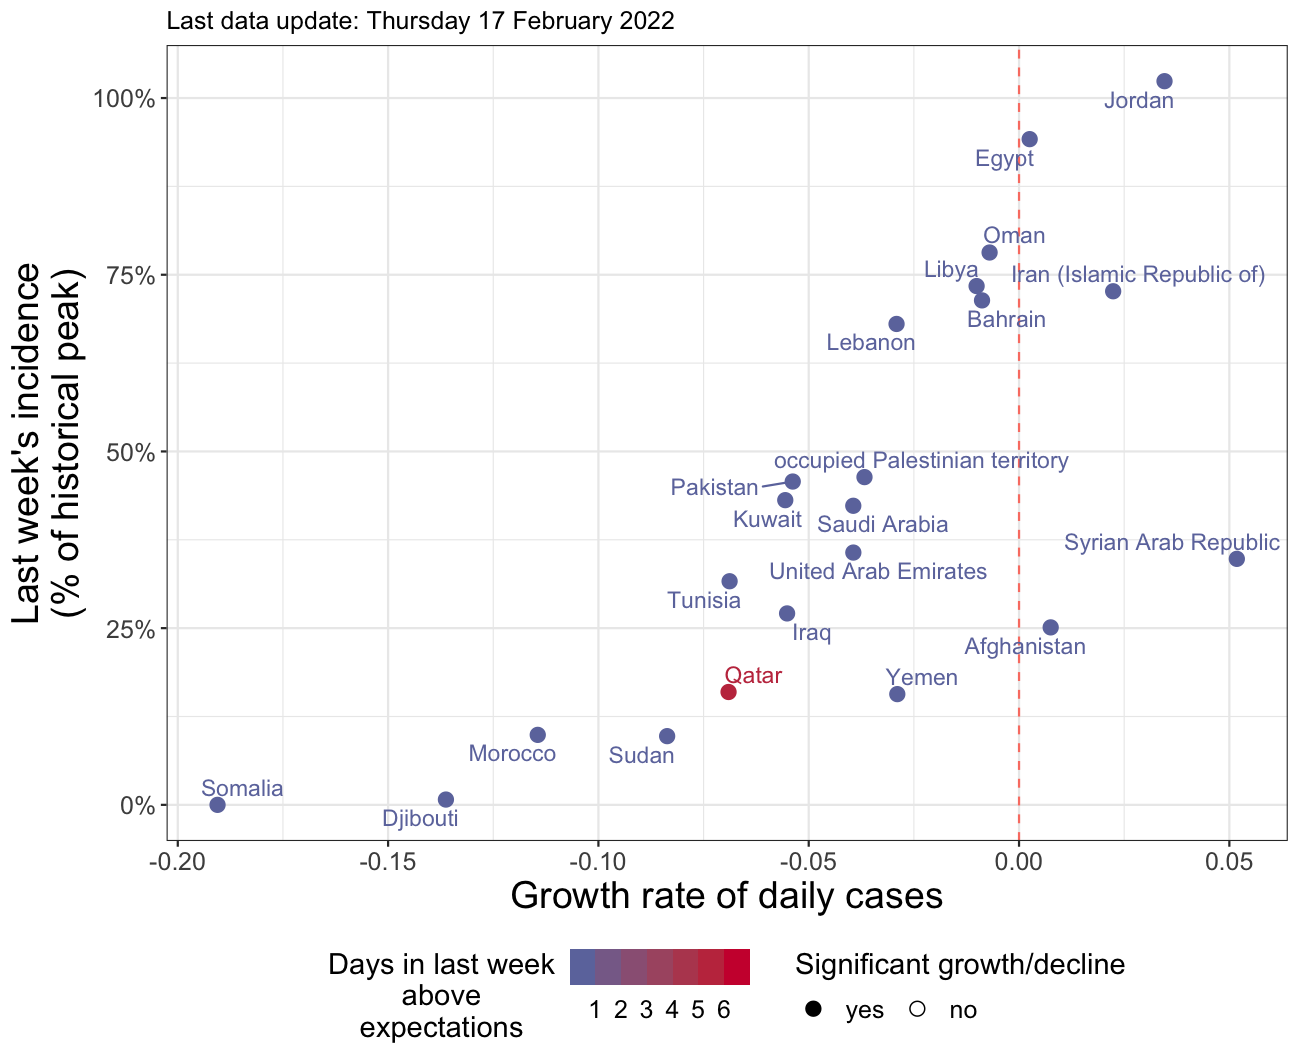 Last data update: Thursday 17 February 2022
Last week's incidence
(% of historical peak)
100%
75%
50%
25%
0%
Jordan
Egypt
Oman
Libya
Iran (Islamic Republic of)
Bahrain
Lebanon
occupied Palestinian territory
Pakistan
Kuwait
Saudi Arabia
Syrian Arab Republic
United Arab Emirates
Tunisia
Iraq
Afghanistan
Qatar
Yemen
Morocco
Sudan
Somalia
Djibouti
-0.20 -0.15 -0.10 -0.05 0.00 0.05
Growth rate of daily cases
Days in last week
above
expectations
1 2 3 4 5 6
Significant growth/decline
yes no